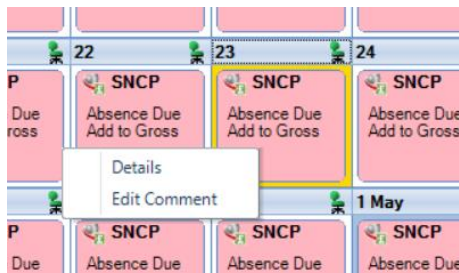 22 23 24
P SNCP SNCP SNCP
Due Absence Due Absence Due Absence Due
ross Add to Gross Add to Gross Add to Gross
Details
Edit Comment
1 May
P SNCP SNCP SNCP
Due Absence Due Absence Due Absence Due